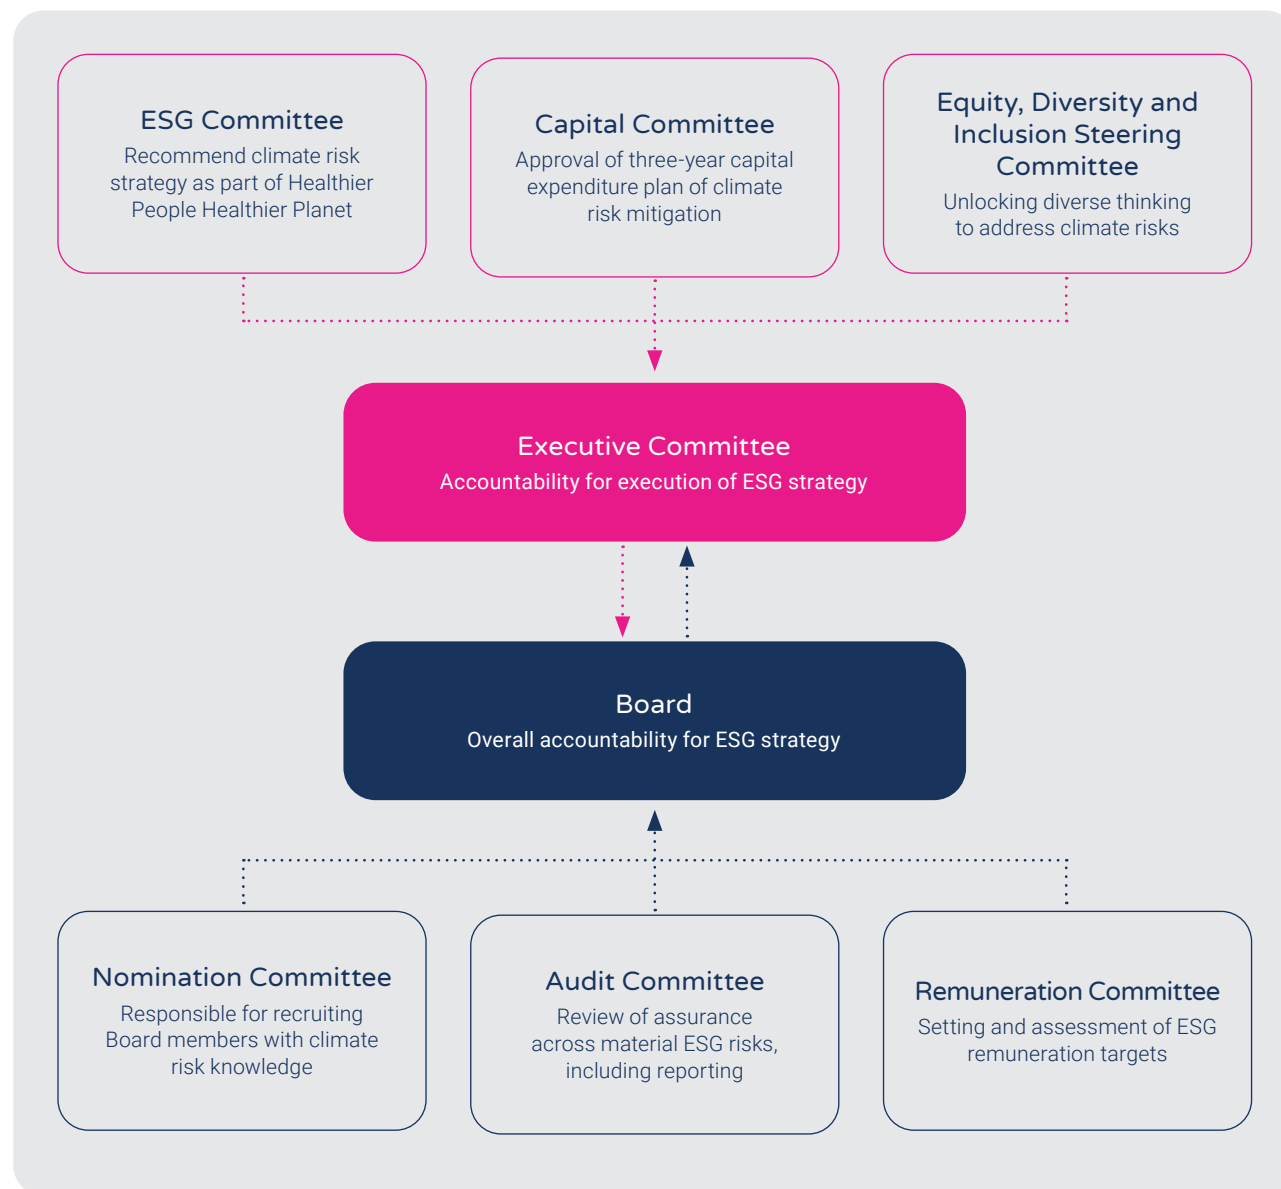 ESG Committee
Recommend climate risk
strategy as part of Healthier
People Healthier Planet
Capital Committee
Approval of three-year capital
expenditure plan of climate
risk mitigation
Equity, Diversity and
Inclusion Steering
Committee
Unlocking diverse thinking
to address climate risks
Executive Committee
Accountability for execution of ESG strategy
Board
Overall accountability for ESG strategy
Nomination Committee
Responsible for recruiting
Board members with climate
risk knowledge
Audit Committee
Review of assurance
across material ESG risks,
including reporting
Remuneration Committee
Setting and assessment of ESG
remuneration targets